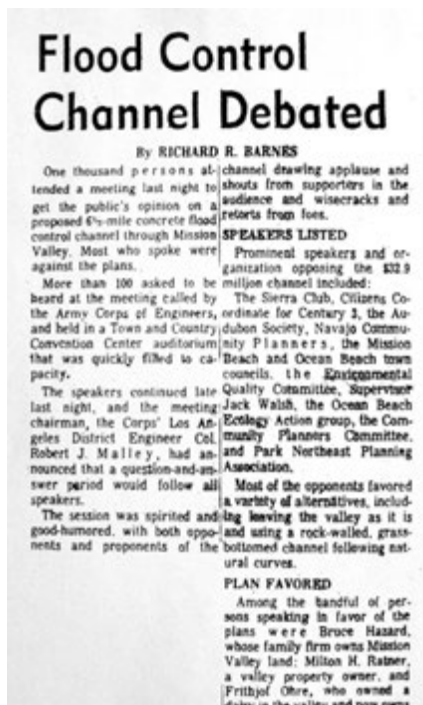 Flood Control
Channel Debated
By RICHARD R. BARNES
One thousand persons at-
tended a meeting last night to
get the public's opinion on a
proposed 6½-mile concrete flood
control channel through Mission
Valley. Most who spoke were
against the plans.
More than 100 asked to be
heard at the meeting called by
the Army Corps of Engineers,
and held in a Town and Country
Convention Center auditorium
that was quickly filled to ca-
pacity.
The speakers continued late
last night, and the meeting
chairman, the Corps' Los An-
geles District Engineer Col.
Robert J. Malley, had an-
nounced that a question-and-an-
swer period would follow all
speakers.
The session was spirited and
good-humored, with both oppo-
nents and proponents of the
channel drawing applause and
shouts from supporters in the
audience and wisecracks and
retorts from foes.
SPEAKERS LISTED
Prominent speakers and or-
ganization opposing the $32.9
million channel included:
The Sierra Club, Citizens Co-
ordinate for Century 3, the Au-
dubon Society, Navajo Commu-
nity Planners, the Mission
Beach and Ocean Beach town
councils, the Environmental
Quality Committee, Supervisor
Jack Walsh, the Ocean Beach
Ecology Action group, the Com-
munity Planners Committee,
and Park Northeast Planning
Association.
Most of the opponents favored
a variety of alternatives, includ-
ing leaving the valley as it is
and using a rock-walled, grass-
bottomed channel following nat-
ural curves.
PLAN FAVORED
Among the handful of per-
sons speaking in favor of the
plans were Bruce Hazard,
whose family firm owns Mission
Valley land; Milton H. Ratner,
a valley property owner, and
Frithjof Ohre, who owned a
dairy in the valley and now owns